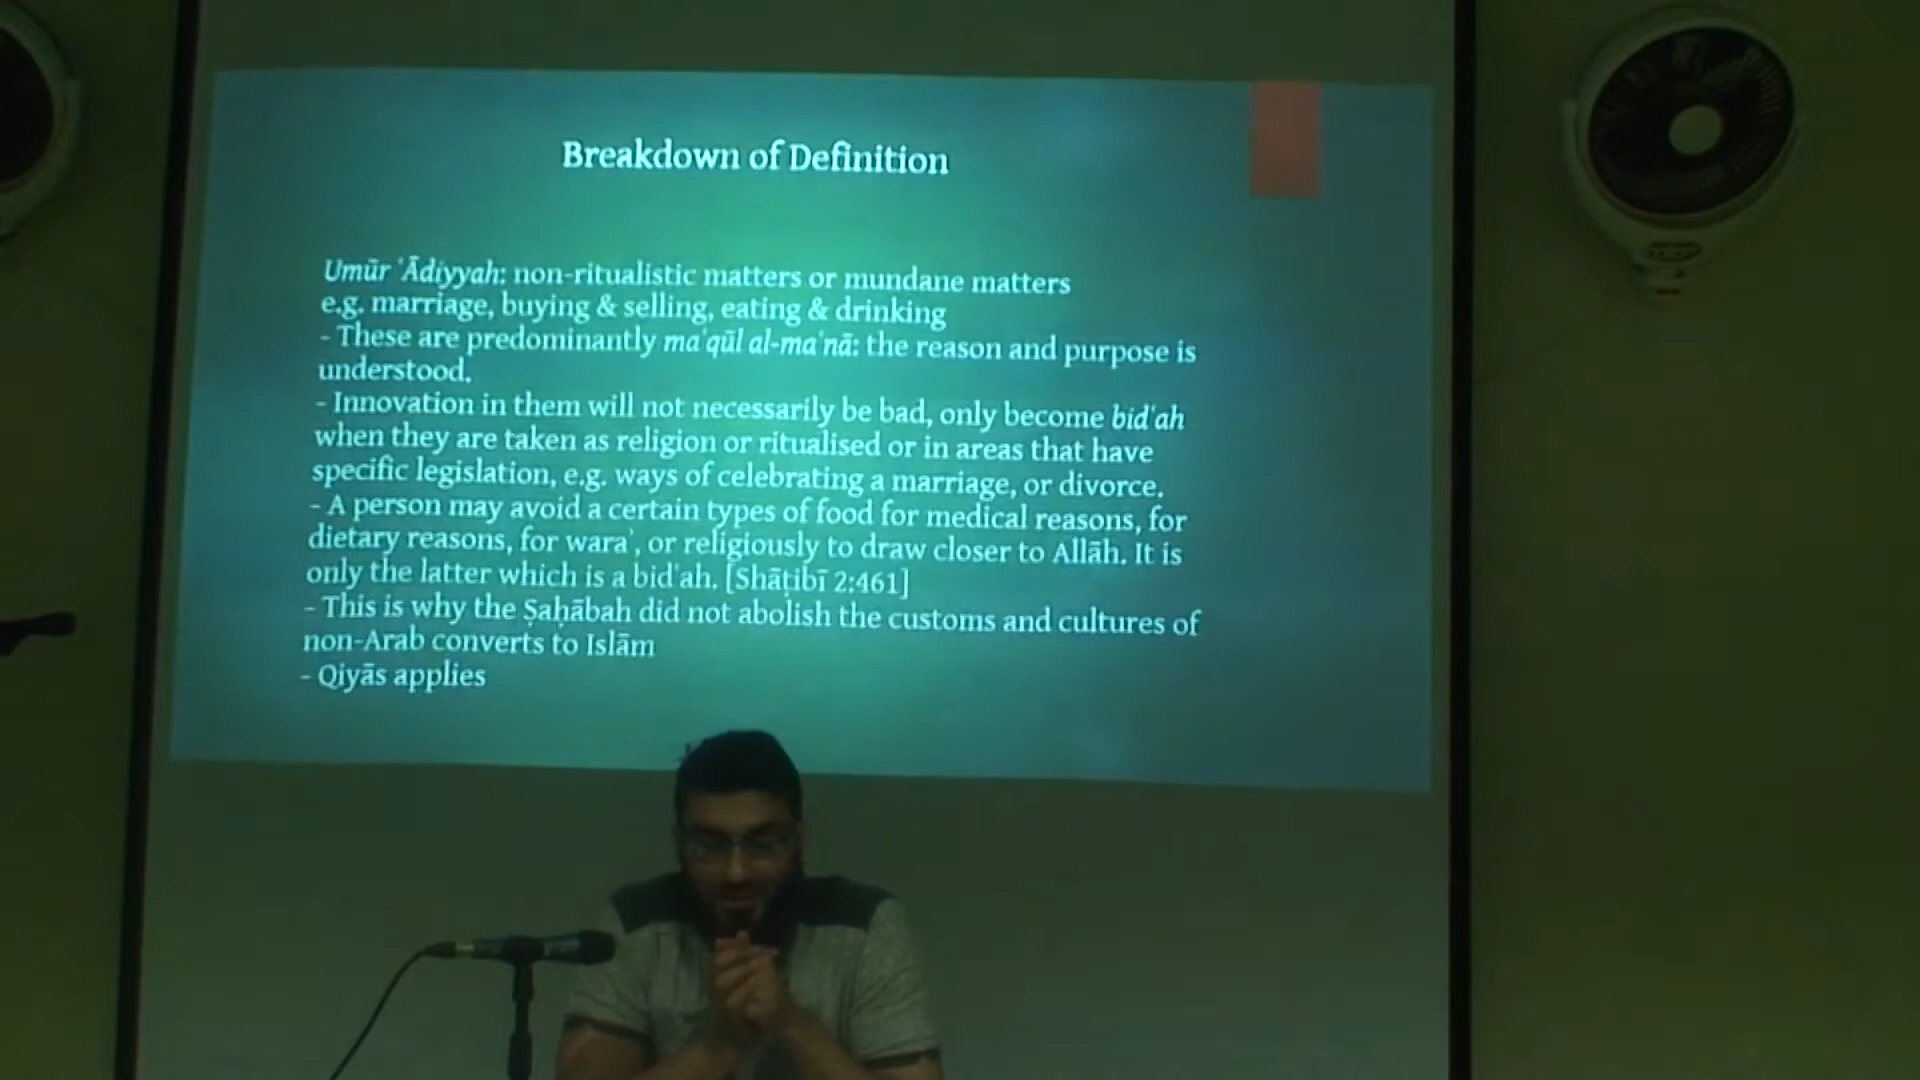 Breakdown of Definition
Umūr ʿĀdiyyah: non-ritualistic matters or mundane matters
e.g. marriage, buying & selling, eating & drinking
- These are predominantly maʿqūl al-maʿnā: the reason and purpose is
understood.
- Innovation in them will not necessarily be bad, only become bidʿah
when they are taken as religion or ritualised or in areas that have
specific legislation, e.g. ways of celebrating a marriage, or divorce.
- A person may avoid a certain types of food for medical reasons, for
dietary reasons, for waraʾ, or religiously to draw closer to Allāh. It is
only the latter which is a bidʿah. [Shāṭibī 2:461]
- This is why the Ṣaḥābah did not abolish the customs and cultures of
non-Arab converts to Islām
- Qiyās applies